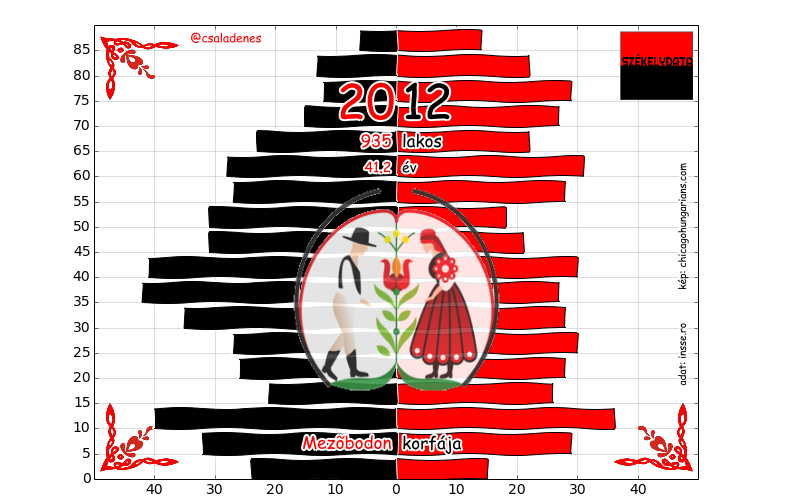 @csaladenes
SZÉKELYDATA
2012
935 lakos
41,2 év
kép: chicagohungarians.com
adat: insse.ro
Mezőbodon korfája
85
80
75
70
65
60
55
50
45
40
35
30
25
20
15
10
5
0
40 30 20 10 0 10 20 30 40